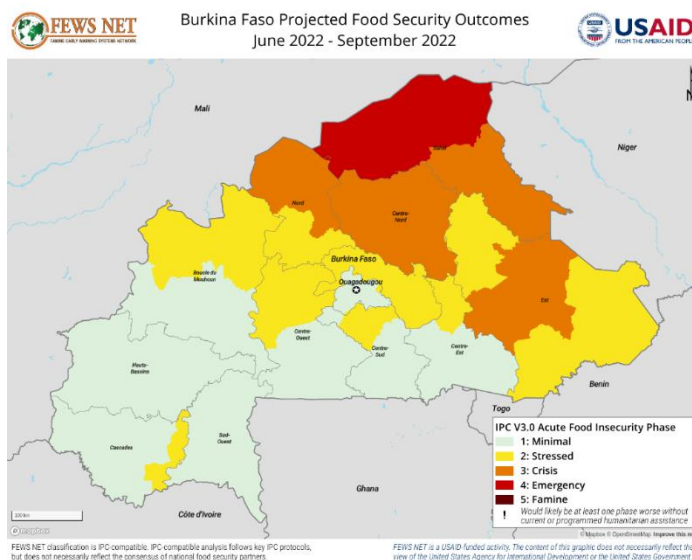 FEWS NET
FAMINE EARLY WARNING SYSTEMS NETWORK
Burkina Faso Projected Food Security Outcomes
June 2022 - September 2022
USAID
FROM THE AMERICAN PEOPLE
Mali
Niger
Nord
Centre-
Nord
Burkina Faso
Boucle du
Mouhoun
Ouagadougou
Est
Centre-
Ouest
Centre-
Sud
Centre-
Est
Hauts-
Bassins
Benin
Togo
Cascades
Sud-
Ouest
Ghana
Côte d'Ivoire
IPC V3.0 Acute Food Insecurity Phase
1: Minimal
2: Stressed
3: Crisis
4: Emergency
5: Famine
! Would likely be at least one phase worse without
current or programmed humanitarian assistance
100 km
mapbox
© Mapbox © OpenStreetMap Improve this
FEWS NET classification is IPC-compatible. IPC-compatible analysis follows key IPC protocols,
but does not necessarily reflect the consensus of national food security partners.
FEWS NET is a USAID-funded activity. The content of this graphic does not necessarily reflect the
view of the United States Agency for International Development or the United States Government.